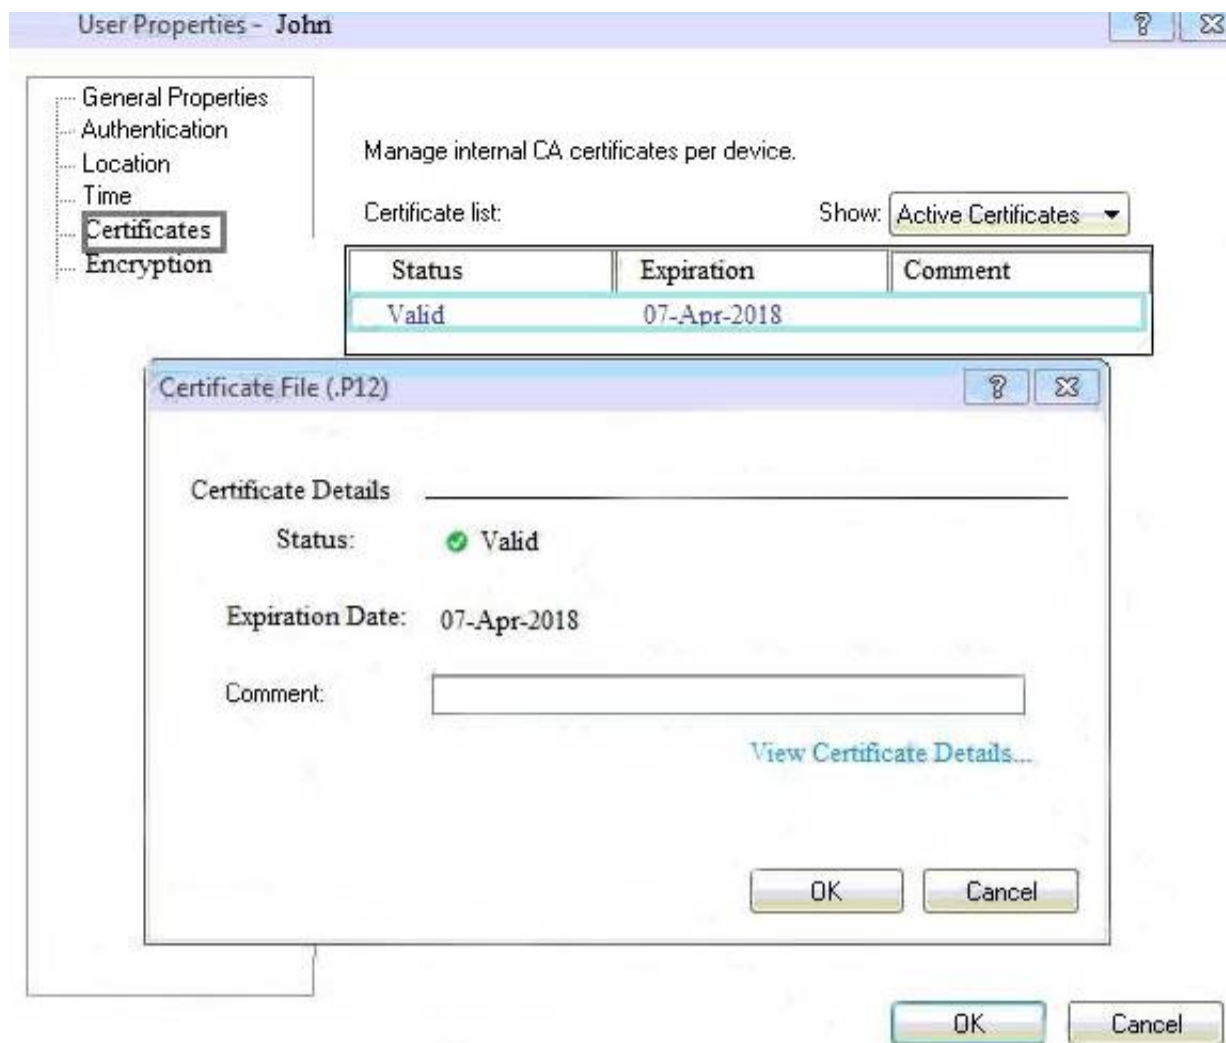 User Properties - John
General Properties
Authentication
Location
Time
Certificates
Encryption
Manage internal CA certificates per device.
Certificate list:
Show: Active Certificates
Status Expiration Comment
Valid 07-Apr-2018
Certificate File (.P12)
Certificate Details
Status: Valid
Expiration Date: 07-Apr-2018
Comment:
View Certificate Details...
OK Cancel
OK Cancel